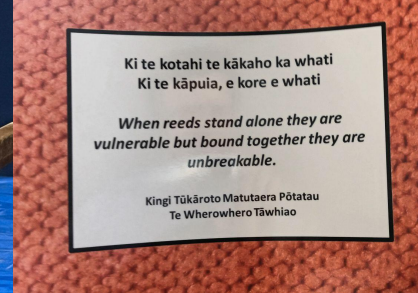 Ki te kotahi te kākaho ka whati
Ki te kāpuia, e kore e whati
When reeds stand alone they are
vulnerable but bound together they are
unbreakable.
Kingi Tūkāroto Matutaera Pōtatau
Te Wherowhero Tāwhiao